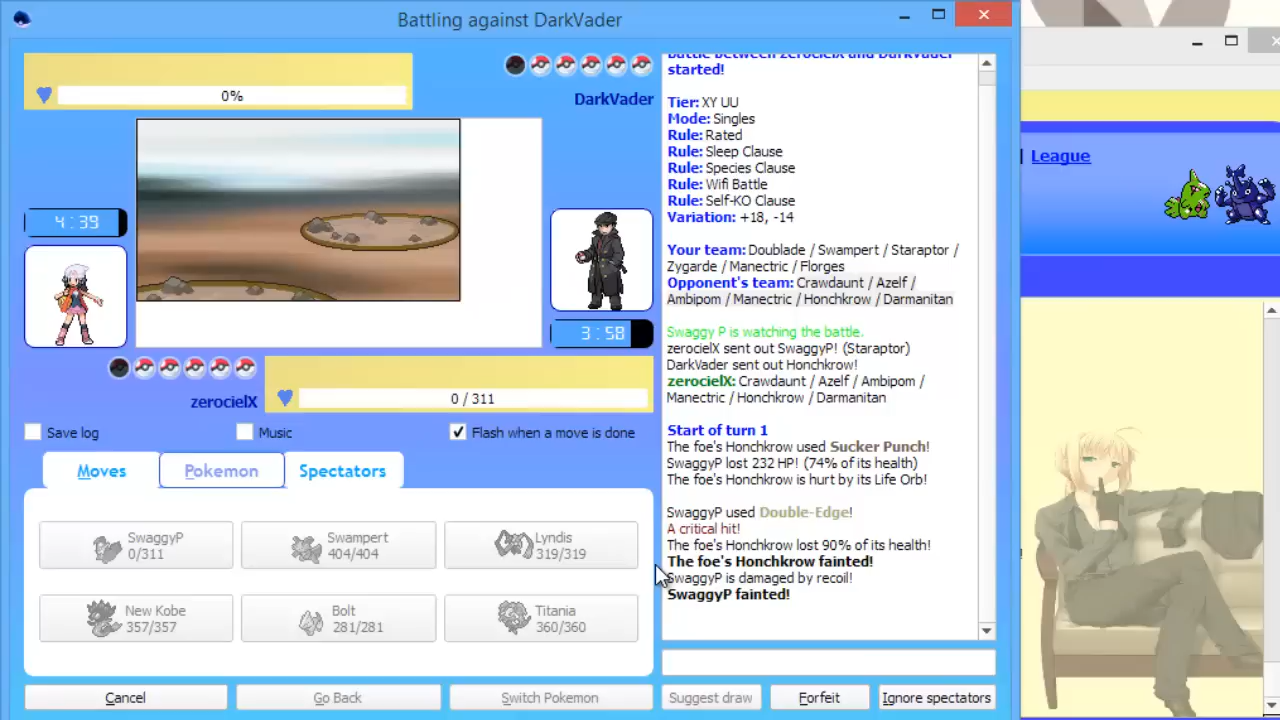 Battling against DarkVader
0%
DarkVader
4:39
3:58
zerocielX
0 / 311
Save log
Music
Flash when a move is done
Moves
Pokemon
Spectators
SwaggyP
0/311
Swampert
404/404
Lyndis
319/319
New Kobe
357/357
Bolt
281/281
Titania
360/360
Cancel
Go Back
Switch Pokemon
Battle between zerocielX and DarkVader
started!
Tier: XY UU
Mode: Singles
Rule: Rated
Rule: Sleep Clause
Rule: Species Clause
Rule: Wifi Battle
Rule: Self-KO Clause
Variation: +18, -14
Your team: Doublade / Swampert / Staraptor /
Zygarde / Manectric / Florges
Opponent's team: Crawdaunt / Azelf /
Ambipom / Manectric / Honchkrow / Darmanitan
Swaggy P is watching the battle.
zerocielX sent out SwaggyP! (Staraptor)
DarkVader sent out Honchkrow!
zerocielX: Crawdaunt / Azelf / Ambipom /
Manectric / Honchkrow / Darmanitan
Start of turn 1
The foe's Honchkrow used Sucker Punch!
SwaggyP lost 232 HP! (74% of its health)
The foe's Honchkrow is hurt by its Life Orb!
SwaggyP used Double-Edge!
A critical hit!
The foe's Honchkrow lost 90% of its health!
The foe's Honchkrow fainted!
SwaggyP is damaged by recoil!
SwaggyP fainted!
Suggest draw
Forfeit
Ignore spectators
League